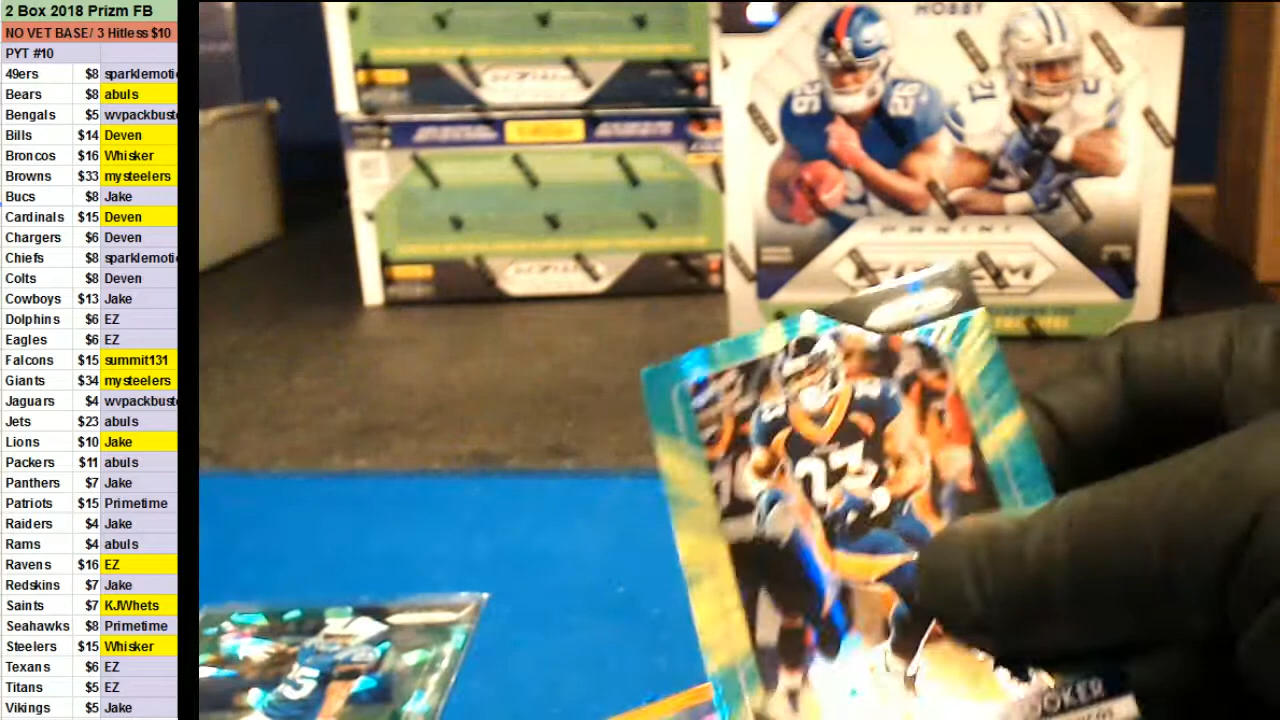 2 Box 2018 Prizm FB
NO VET BASE/ 3 Hitless $10
PYT #10
49ers $8 sparklemotic
Bears $8 abuls
Bengals $5 wvpackbust
Bills $14 Deven
Broncos $16 Whisker
Browns $33 mysteelers
Bucs $8 Jake
Cardinals $15 Deven
Chargers $6 Deven
Chiefs $8 sparklemotic
Colts $8 Deven
Cowboys $13 Jake
Dolphins $6 EZ
Eagles $6 EZ
Falcons $15 summit131
Giants $34 mysteelers
Jaguars $4 wvpackbust
Jets $23 abuls
Lions $10 Jake
Packers $11 abuls
Panthers $7 Jake
Patriots $15 Primetime
Raiders $4 Jake
Rams $4 abuls
Ravens $16 EZ
Redskins $7 Jake
Saints $7 KJWhets
Seahawks $8 Primetime
Steelers $15 Whisker
Texans $6 EZ
Titans $5 EZ
Vikings $5 Jake
HOBBY
26 26
21
PANINI
PRIZM
23
5
OOKER